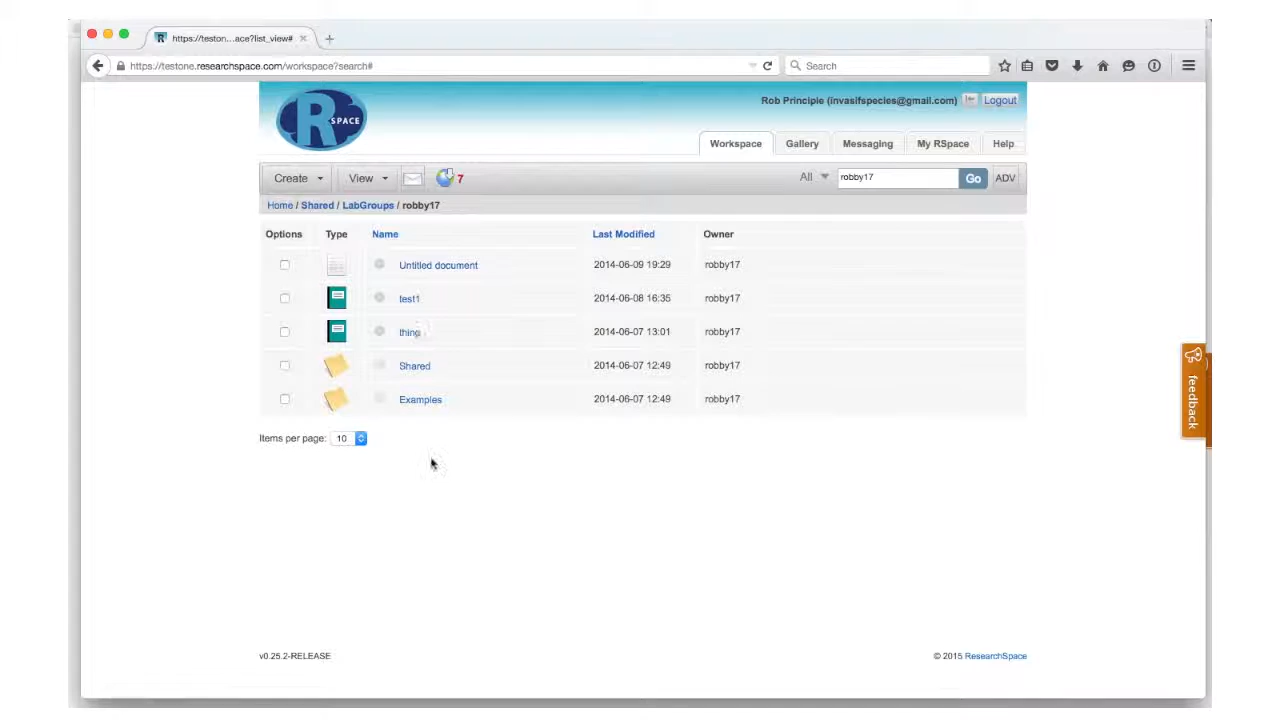 https://teston...ace?list_view#
https://testone.researchspace.com/workspace?search#
Search
R SPACE
Rob Principle (invasifspecies@gmail.com) Logout
Workspace Gallery Messaging My RSpace Help
Create View 7 All robby17 Go ADV
Home / Shared / LabGroups / robby17
Options Type Name Last Modified Owner
Untitled document 2014-06-09 19:29 robby17
test1 2014-06-08 16:35 robby17
thing 2014-06-07 13:01 robby17
Shared 2014-06-07 12:49 robby17
Examples 2014-06-07 12:49 robby17
Items per page: 10
feedback
v0.25.2-RELEASE
© 2015 ResearchSpace